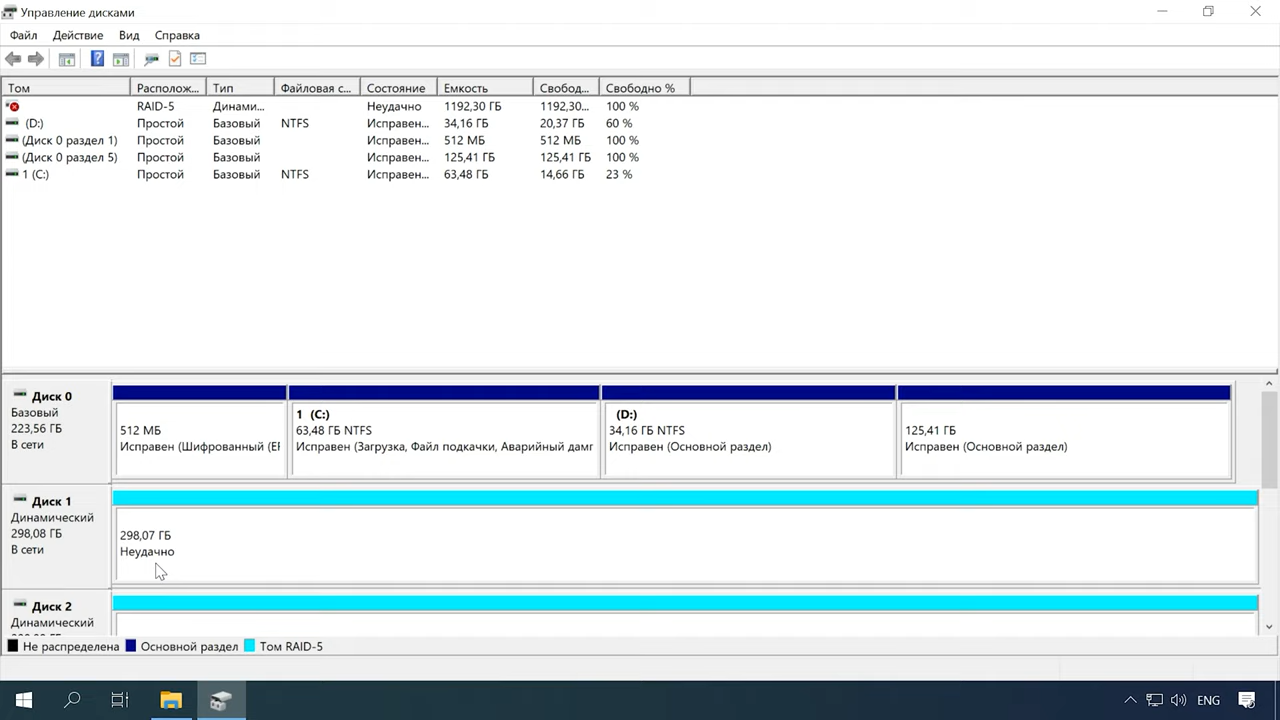 Управление дисками
Файл Действие Вид Справка
Том Располож... Тип Файловая с... Состояние Емкость Свобод... Свободно %
RAID-5 Динами... Неудачно 1192,30 ГБ 1192,30... 100 %
(D:) Простой Базовый NTFS Исправен... 34,16 ГБ 20,37 ГБ 60 %
(Диск 0 раздел 1) Простой Базовый Исправен... 512 МБ 512 МБ 100 %
(Диск 0 раздел 5) Простой Базовый Исправен... 125,41 ГБ 125,41 ГБ 100 %
1 (C:) Простой Базовый NTFS Исправен... 63,48 ГБ 14,66 ГБ 23 %
Диск 0
Базовый
223,56 ГБ
В сети
512 МБ
Исправен (Шифрованный (EF
1 (C:)
63,48 ГБ NTFS
Исправен (Загрузка, Файл подкачки, Аварийный дамп
(D:)
34,16 ГБ NTFS
Исправен (Основной раздел)
125,41 ГБ
Исправен (Основной раздел)
Диск 1
Динамический
298,08 ГБ
В сети
298,07 ГБ
Неудачно
Диск 2
Динамический
Не распределена Основной раздел Том RAID-5
ENG